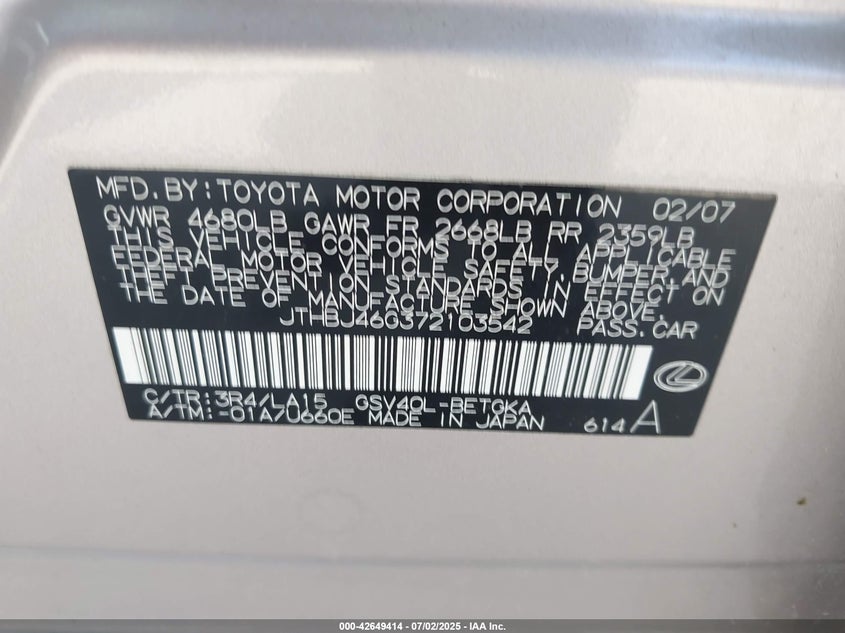 MFD.BY:TOYOTA MOTOR CORPORATION 02/07
GVWR 4680LB GAWR FR 2668LB RR 2359LB
THIS VEHICLE CONFORMS TO ALL APPLICABLE
FEDERAL MOTOR VEHICLE SAFETY,BUMPER,AND
THEFT PREVENTION STANDARDS IN EFFECT ON
THE DATE OF MANUFACTURE SHOWN ABOVE.
JTHBJ46G372103542 PASS.CAR
C/TR:3R4/LA15 GSV40L-BETGKA
A/TM:-01A/U660E MADE IN JAPAN 614 A
000-42649414 - 07/02/2025 - IAA Inc.